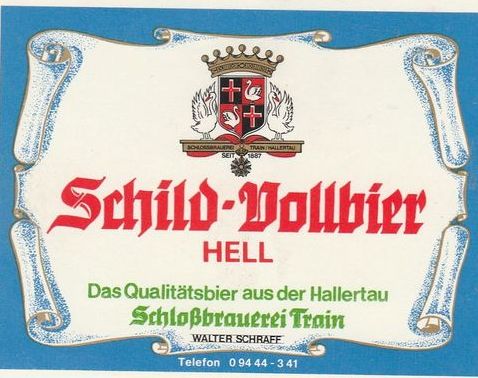 SCHLOSSBRAUEREI TRAIN/HALLERTAU
SEIT 1887
Schild-Vollbier
HELL
Das Qualitätsbier aus der Hallertau
Schloßbrauerei Train
WALTER SCHRAFF
Telefon 0 94 44 - 3 41